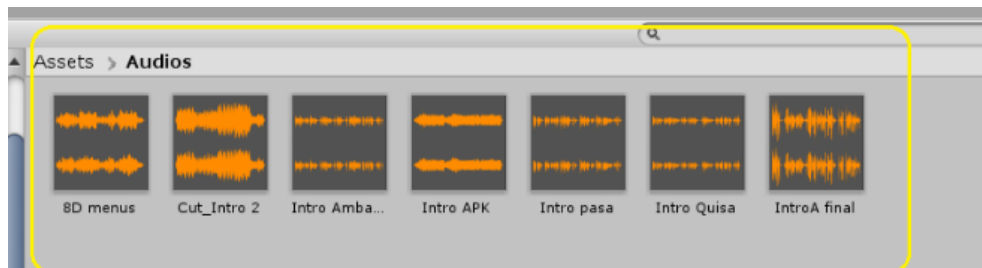 Assets > Audios
8D menus Cut_Intro 2 Intro Amba... Intro APK Intro pasa Intro Quisa IntroA final